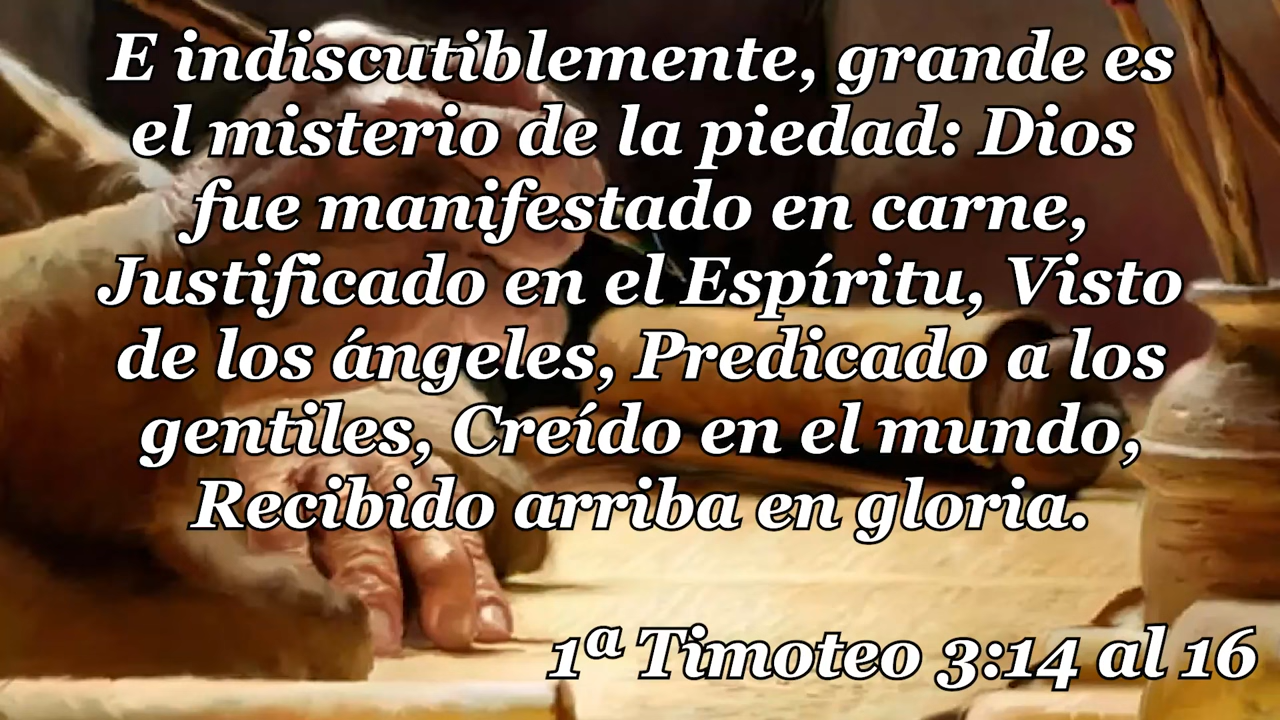 E indiscutiblemente, grande es
el misterio de la piedad: Dios
fue manifestado en carne,
Justificado en el Espíritu, Visto
de los ángeles, Predicado a los
gentiles, Creído en el mundo,
Recibido arriba en gloria.
1ª Timoteo 3:14 al 16